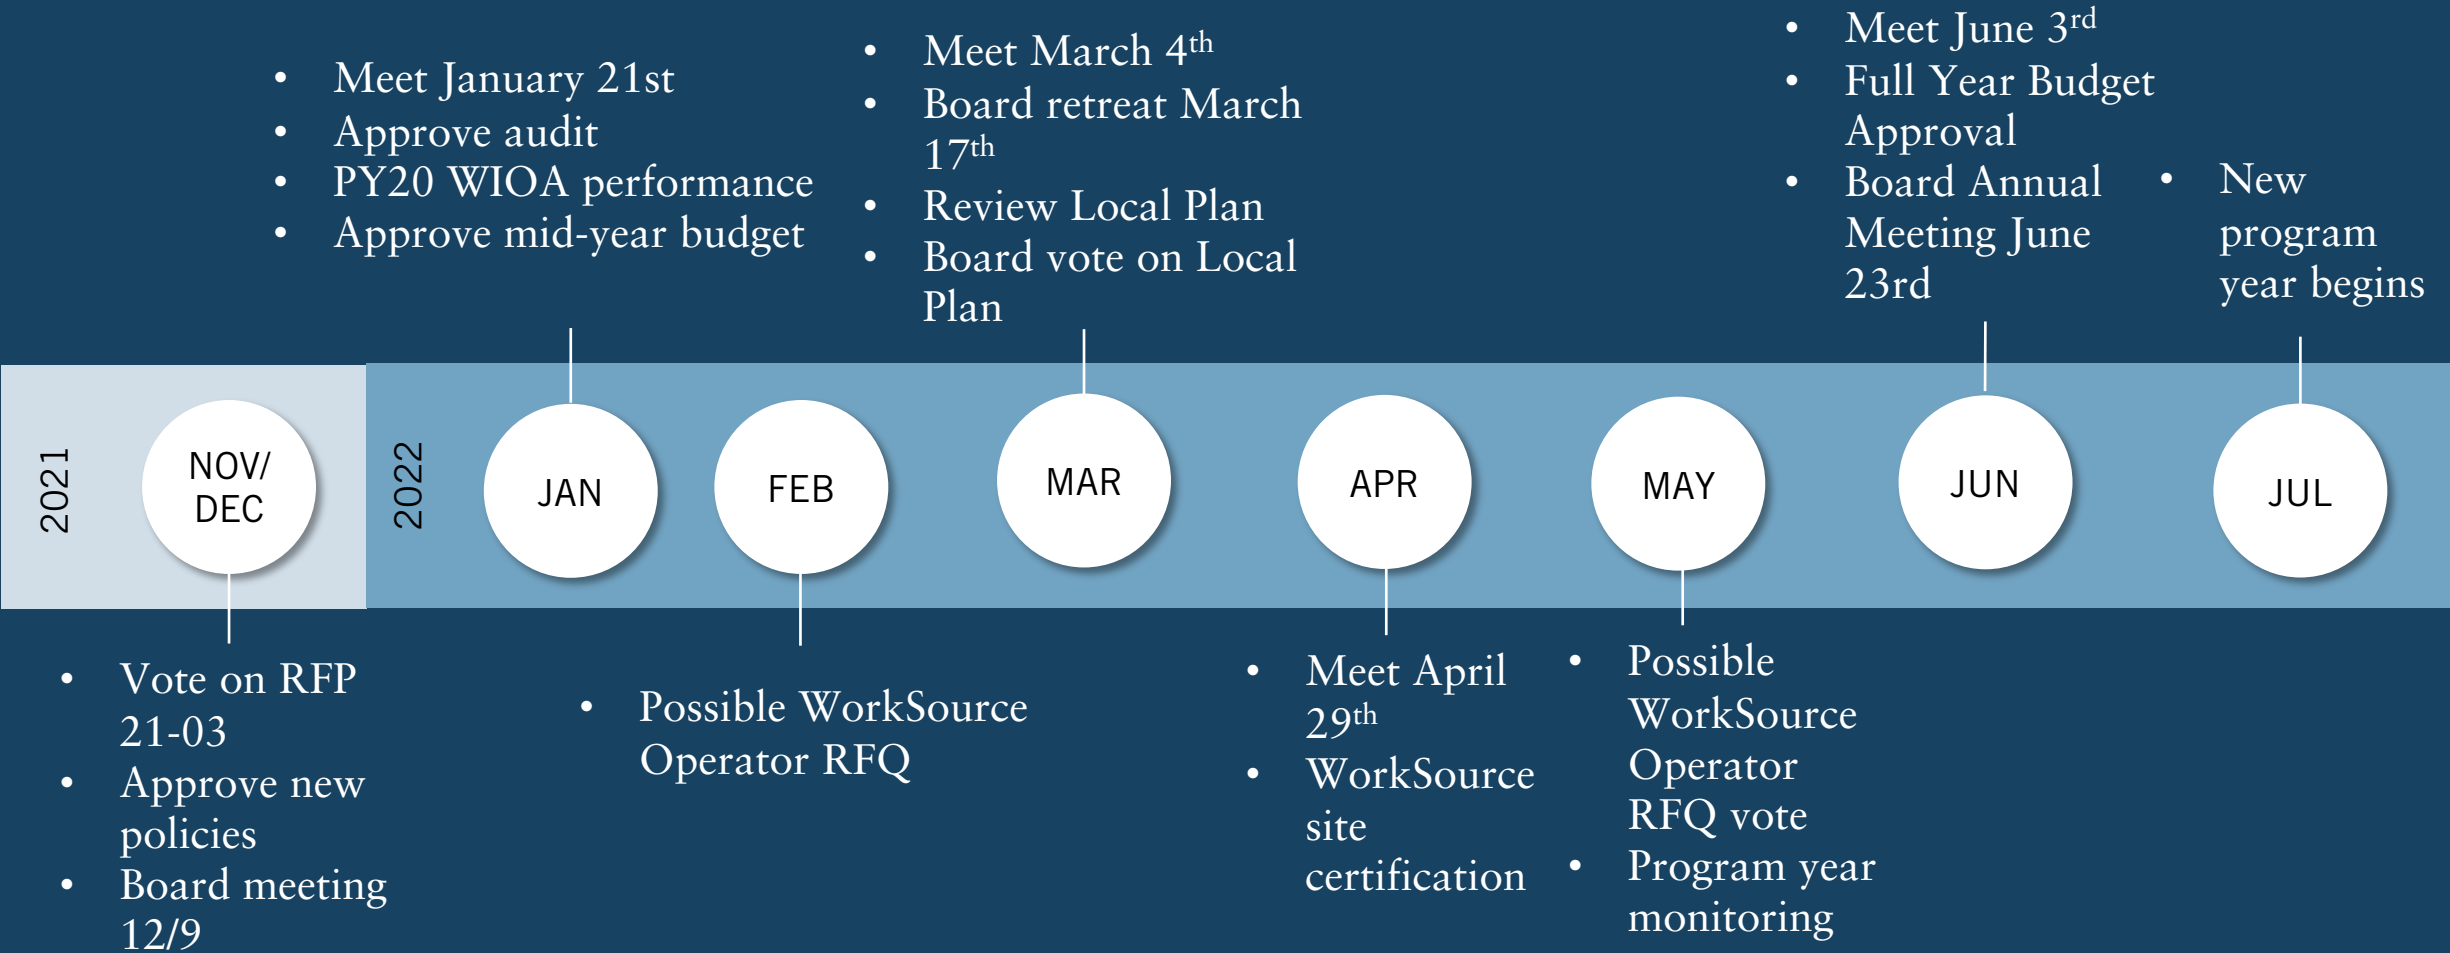 • Meet January 21st
• Approve audit
• PY20 WIOA performance
• Approve mid-year budget
• Meet March 4th
• Board retreat March
17th
• Review Local Plan
• Board vote on Local
Plan
• Meet June 3rd
• Full Year Budget
Approval
• Board Annual
Meeting June
23rd
• New
program
year begins
2021
NOV/
DEC
2022
JAN
FEB
MAR
APR
MAY
JUN
JUL
• Vote on RFP
21-03
• Approve new
policies
• Board meeting
12/9
• Possible WorkSource
Operator RFQ
• Meet April
29th
• WorkSource
site
certification
• Possible
WorkSource
Operator
RFQ vote
• Program year
monitoring